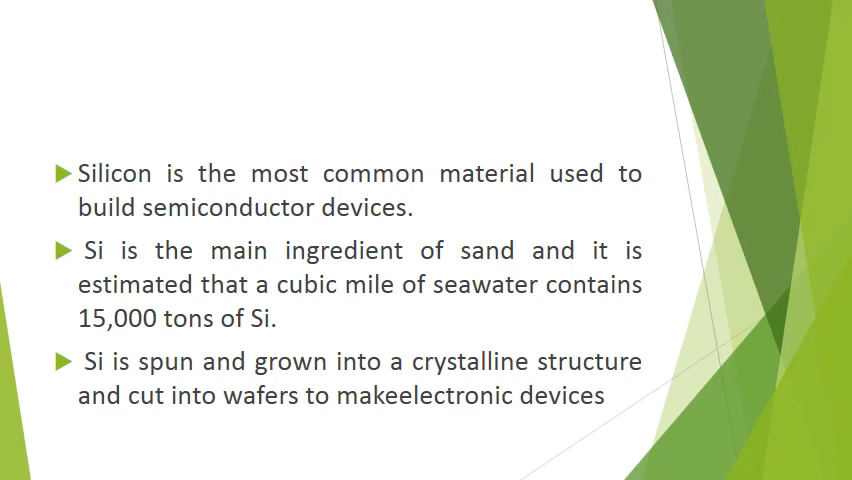 Silicon is the most common material used to
build semiconductor devices.
Si is the main ingredient of sand and it is
estimated that a cubic mile of seawater contains
15,000 tons of Si.
Si is spun and grown into a crystalline structure
and cut into wafers to makeelectronic devices